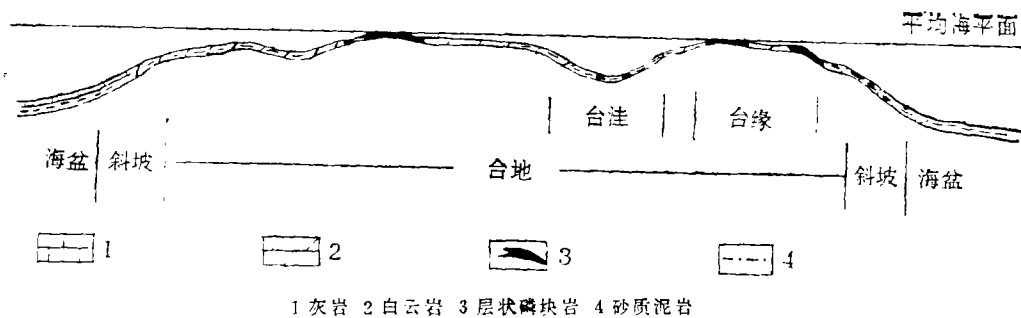 平均海平面
台洼 台缘
海盆 斜坡 台地 斜坡 海盆
1 2 3 4
1 灰岩 2 白云岩 3 层状磷块岩 4 砂质泥岩